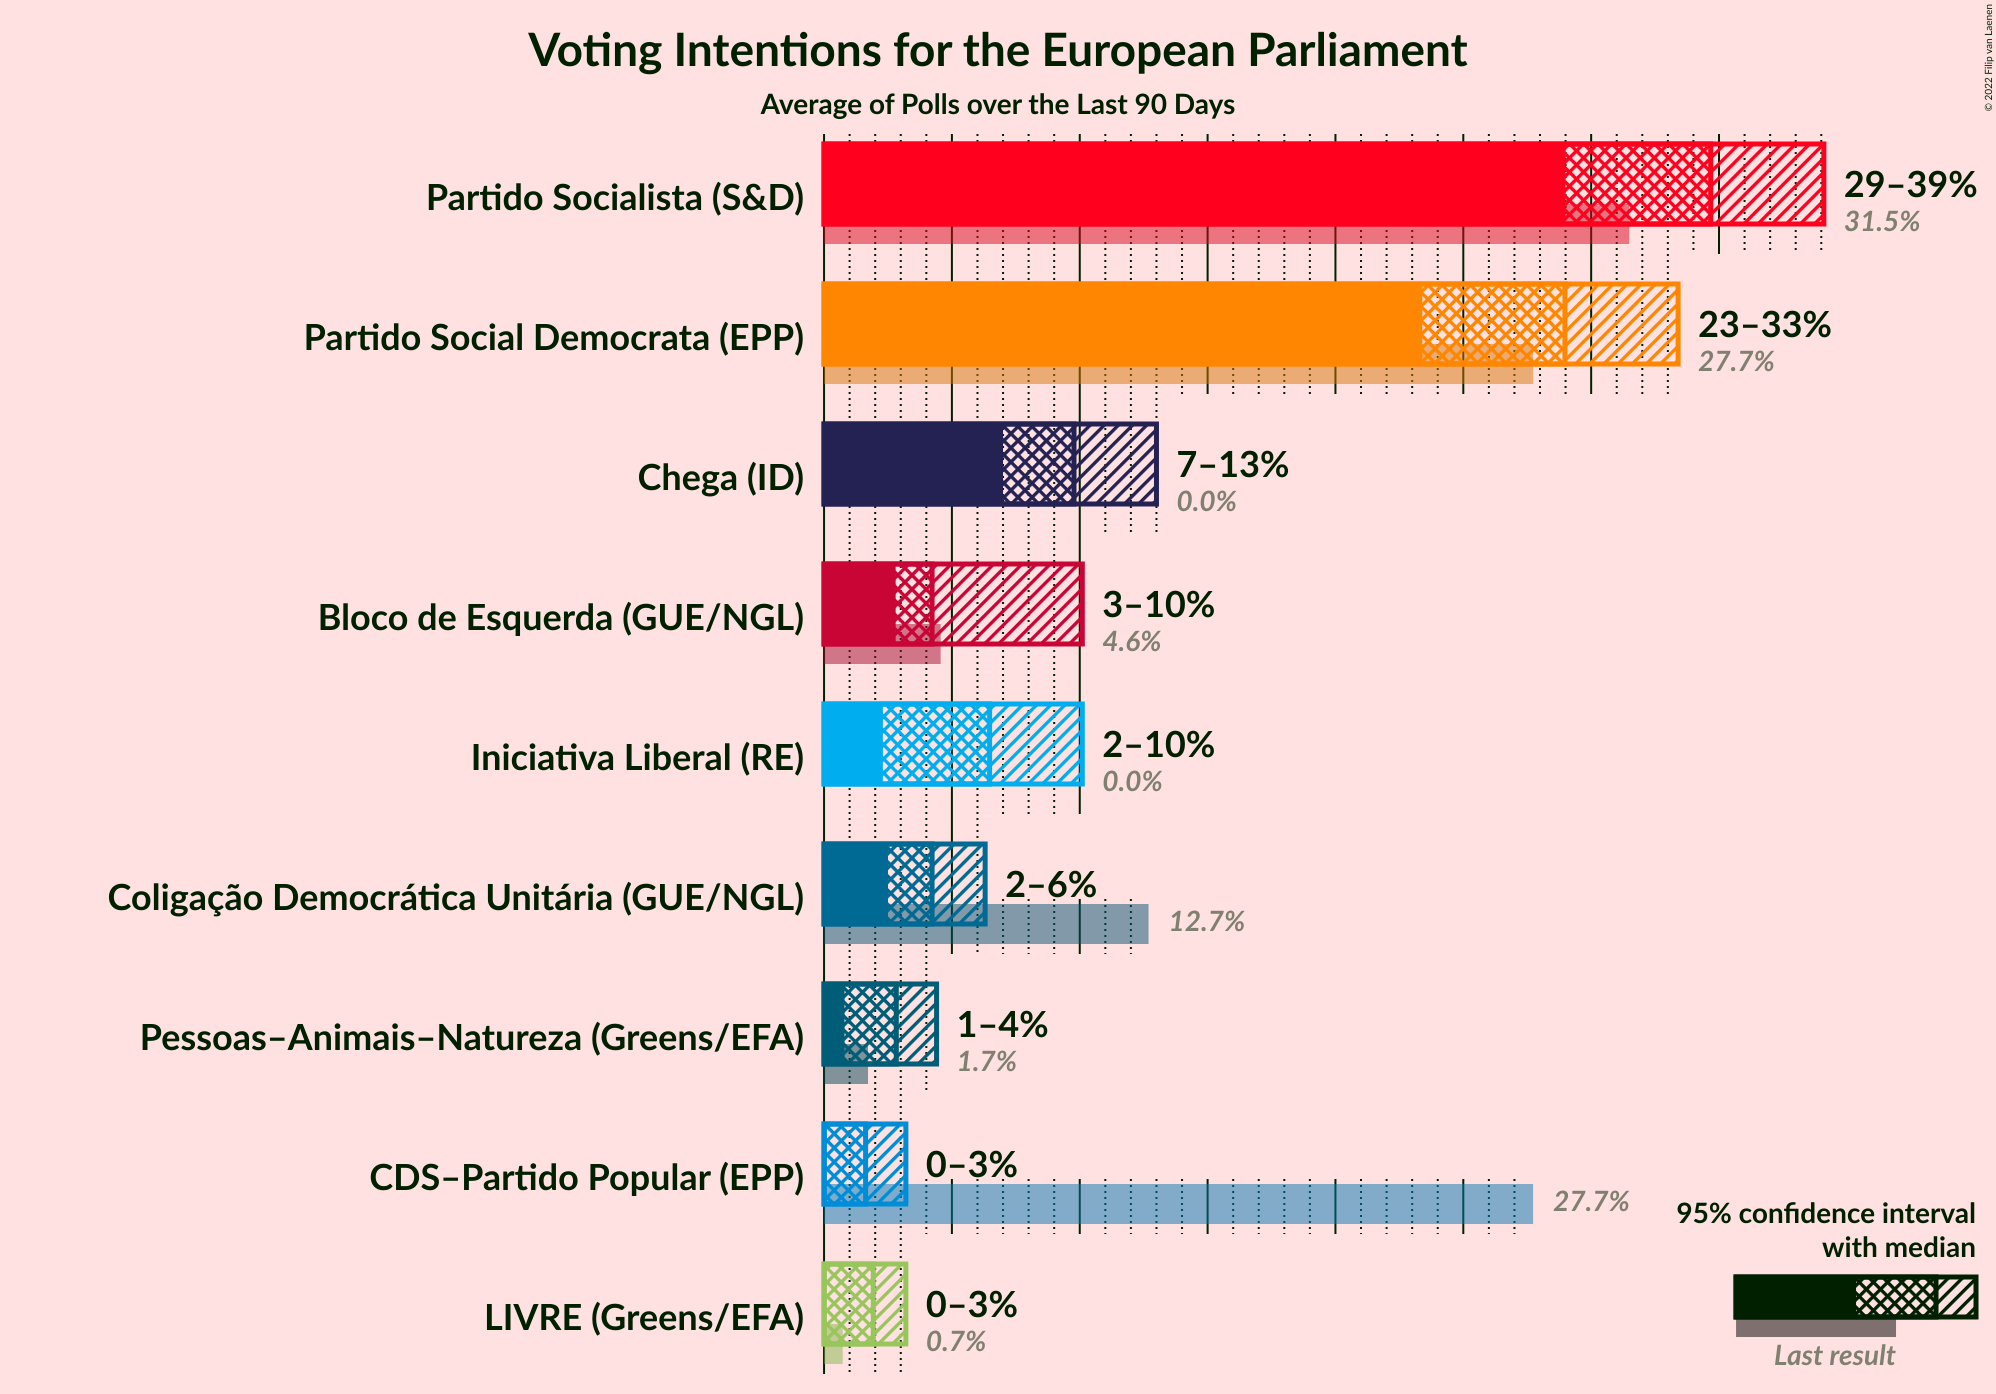 Voting Intentions for the European Parliament
Average of Polls over the Last 90 Days
© 2022 Filip van Laenen
Partido Socialista (S&D)
29–39%
31.5%
Partido Social Democrata (EPP)
23–33%
27.7%
Chega (ID)
7–13%
0.0%
Bloco de Esquerda (GUE/NGL)
3–10%
4.6%
Iniciativa Liberal (RE)
2–10%
0.0%
Coligação Democrática Unitária (GUE/NGL)
2–6%
12.7%
Pessoas–Animais–Natureza (Greens/EFA)
1–4%
1.7%
CDS–Partido Popular (EPP)
0–3%
27.7%
LIVRE (Greens/EFA)
0–3%
0.7%
95% confidence interval
with median
Last result